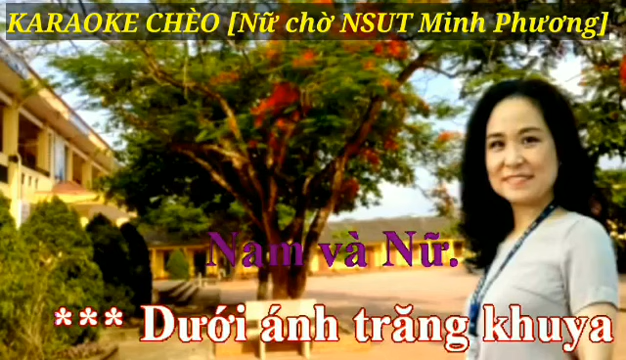 KARAOKE CHÈO [Nữ chờ NSUT Minh Phương]
Nam và Nữ.
*** Dưới ánh trăng khuya